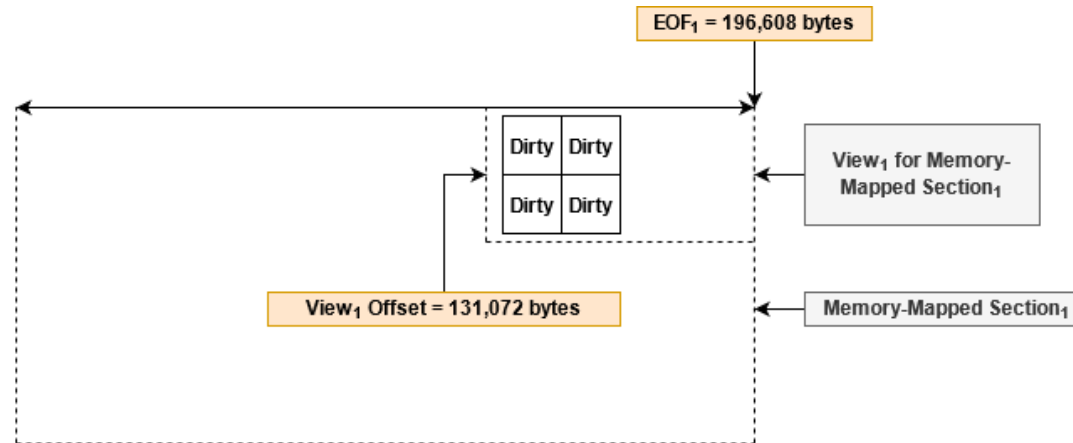 EOF₁ = 196,608 bytes
Dirty Dirty
Dirty Dirty
View₁ for Memory-
Mapped Section₁
View₁ Offset = 131,072 bytes
Memory-Mapped Section₁